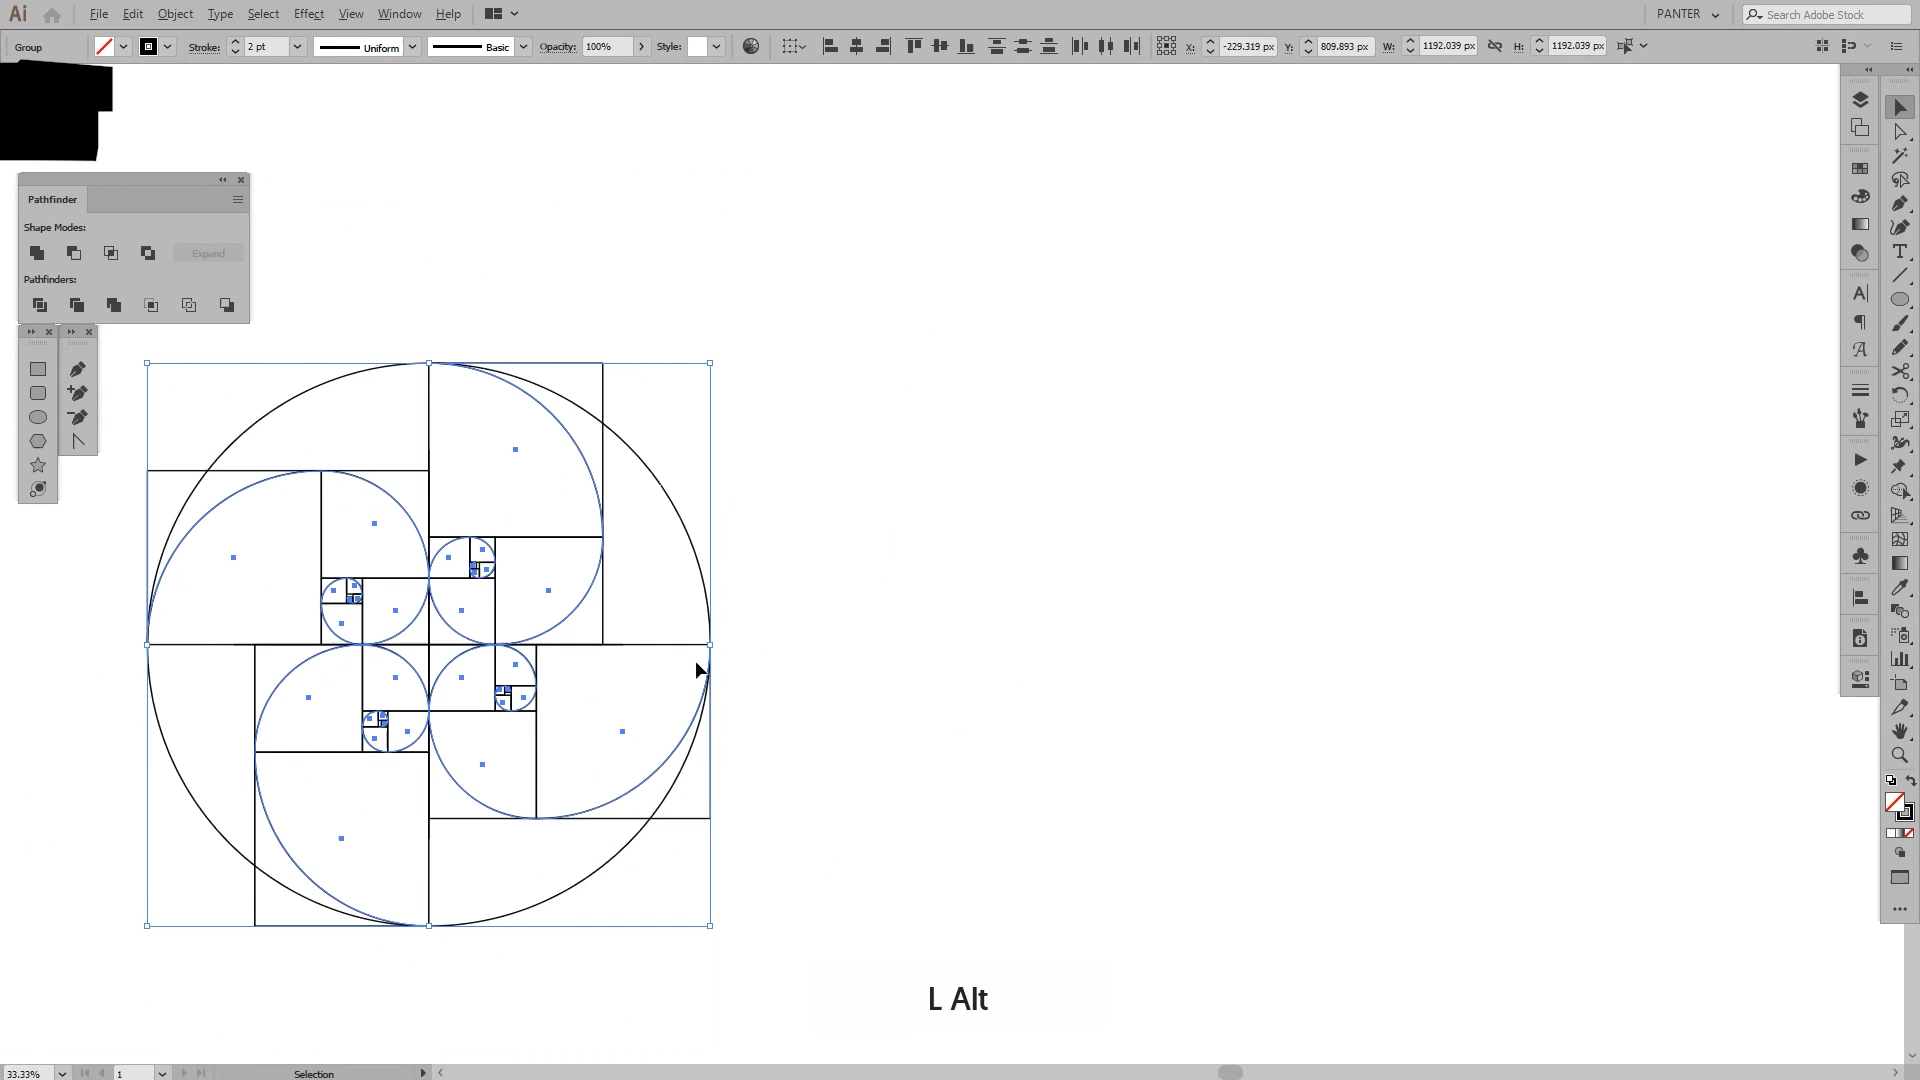 Ai File Edit Object Type Select Effect View Window Help PANTER Search Adobe Stock
Group Stroke: 2 pt Uniform Basic Opacity: 100% Style: X: -229.319 px Y: 809.893 px W: 1192.039 px H: 1192.039 px
Pathfinder
Shape Modes:
Expand
Pathfinders:
L Alt
33.33% 1 Selection